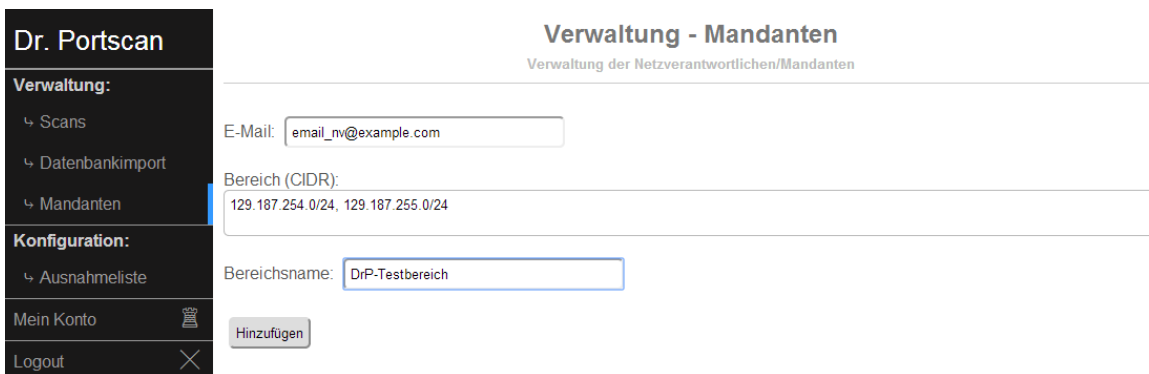 Dr. Portscan
Verwaltung:
↳ Scans
↳ Datenbankimport
↳ Mandanten
Konfiguration:
↳ Ausnahmeliste
Mein Konto
Logout
Verwaltung - Mandanten
Verwaltung der Netzverantwortlichen/Mandanten
E-Mail: email_nv@example.com
Bereich (CIDR):
129.187.254.0/24, 129.187.255.0/24
Bereichsname: DrP-Testbereich
Hinzufügen